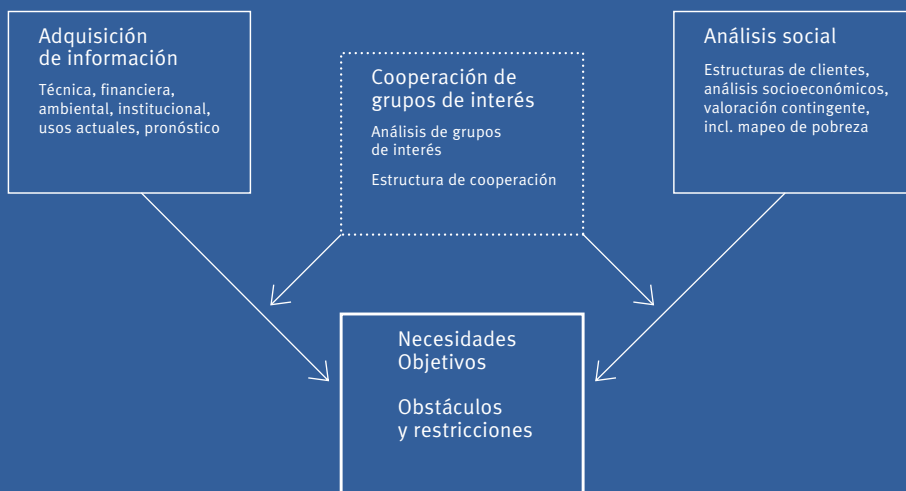 Adquisición
de información
Técnica, financiera,
ambiental, institucional,
usos actuales, pronóstico
Cooperación de
grupos de interés
Análisis de grupos
de interés
Estructura de cooperación
Análisis social
Estructuras de clientes,
análisis socioeconómicos,
valoración contingente,
incl. mapeo de pobreza
Necesidades
Objetivos
Obstáculos
y restricciones